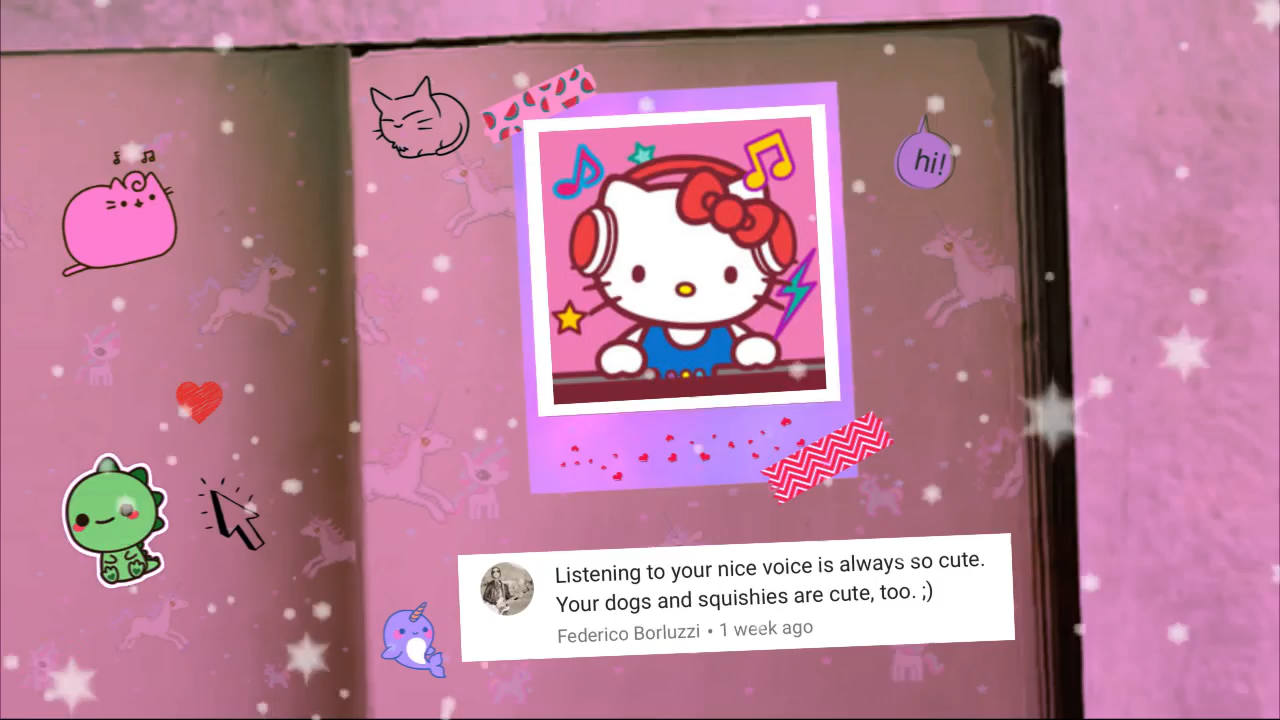 hi!
Listening to your nice voice is always so cute.
Your dogs and squishies are cute, too. ;)
Federico Borluzzi • 1 week ago